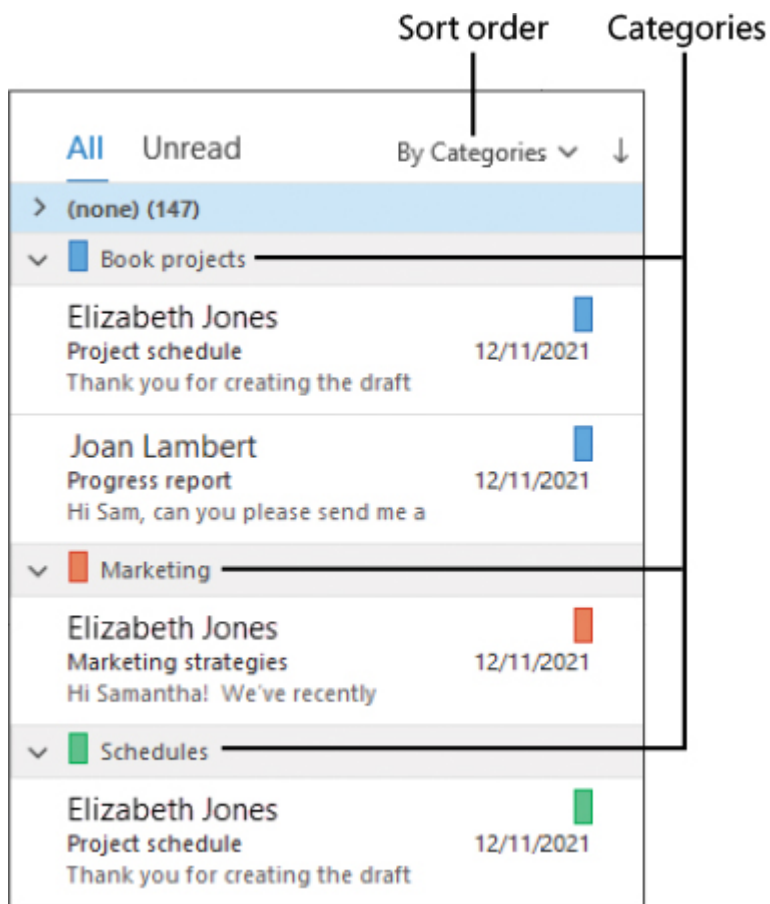 Sort order Categories
All Unread By Categories
(none) (147)
Book projects
Elizabeth Jones
Project schedule 12/11/2021
Thank you for creating the draft
Joan Lambert
Progress report 12/11/2021
Hi Sam, can you please send me a
Marketing
Elizabeth Jones
Marketing strategies 12/11/2021
Hi Samantha! We've recently
Schedules
Elizabeth Jones
Project schedule 12/11/2021
Thank you for creating the draft